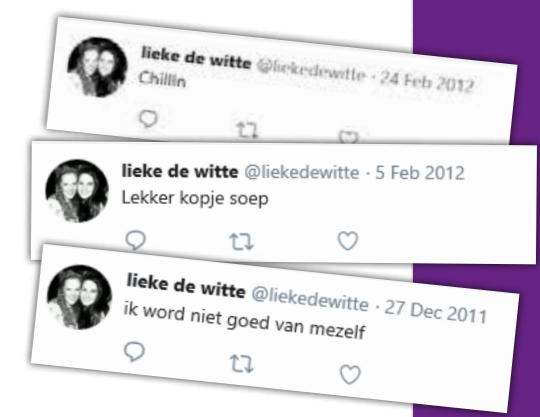 lieke de witte @liekedewitte · 24 Feb 2012
Chillin
lieke de witte @liekedewitte · 5 Feb 2012
Lekker kopje soep
lieke de witte @liekedewitte · 27 Dec 2011
ik word niet goed van mezelf